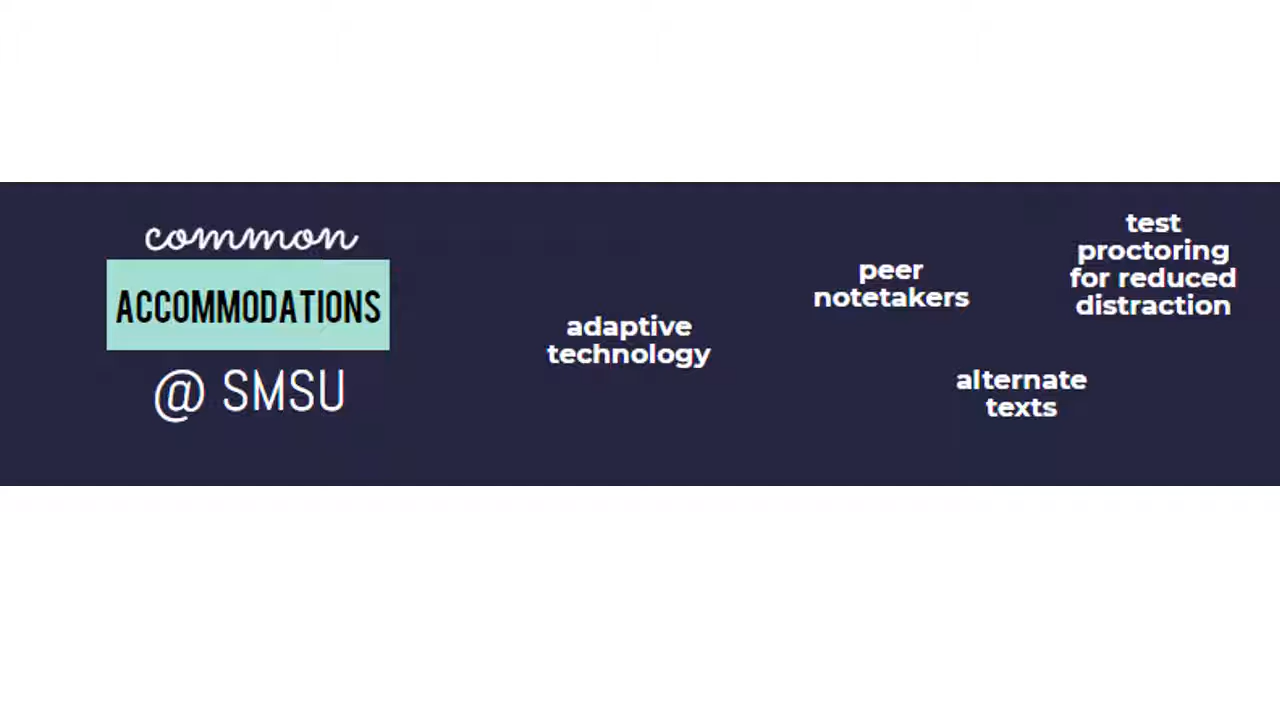 common
ACCOMMODATIONS
@ SMSU
adaptive
technology
peer
notetakers
alternate
texts
test
proctoring
for reduced
distraction